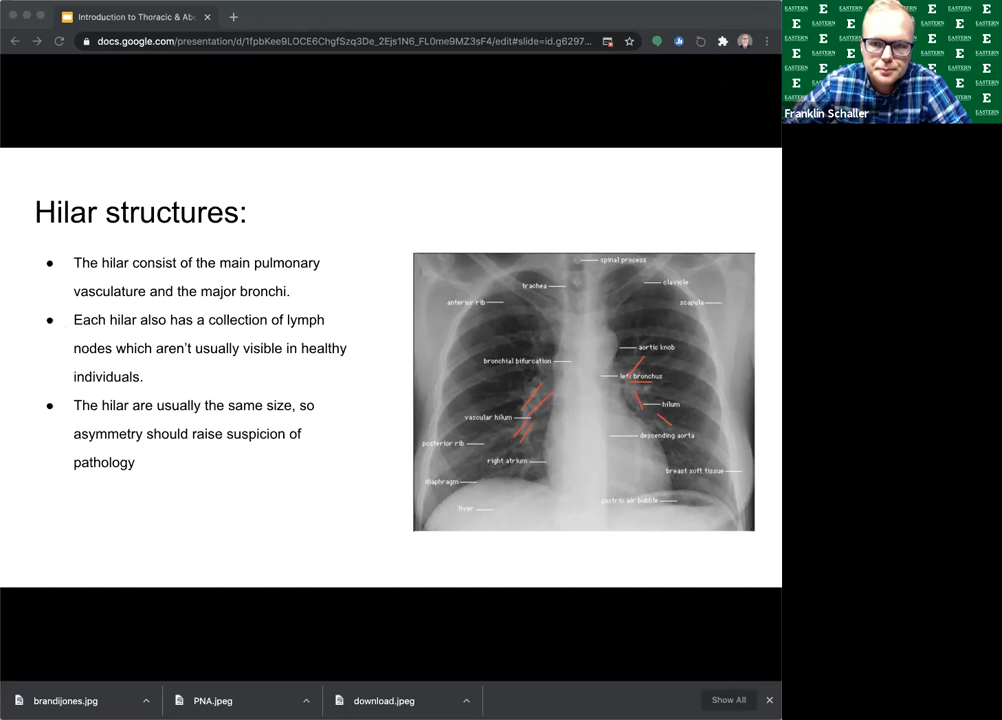 Introduction to Thoracic & Abd
docs.google.com/presentation/d/1fpbKee9LOCE6ChgfSzq3De_2Ejs1N6_FL0me9MZ3sF4/edit#slide=id.g6297...
EASTERN EASTERN EASTERN EASTERN
E E E
Franklin Schaller
Hilar structures:
● The hilar consist of the main pulmonary
vasculature and the major bronchi.
● Each hilar also has a collection of lymph
nodes which aren't usually visible in healthy
individuals.
● The hilar are usually the same size, so
asymmetry should raise suspicion of
pathology
spinal process
trachea
clavicle
anterior rib
scapula
aortic knob
bronchial bifurcation
left bronchus
hilum
vascular hilum
descending aorta
posterior rib
right atrium
breast soft tissue
diaphragm
gastric air bubble
liver
brandijones.jpg
PNA.jpeg
download.jpeg
Show All